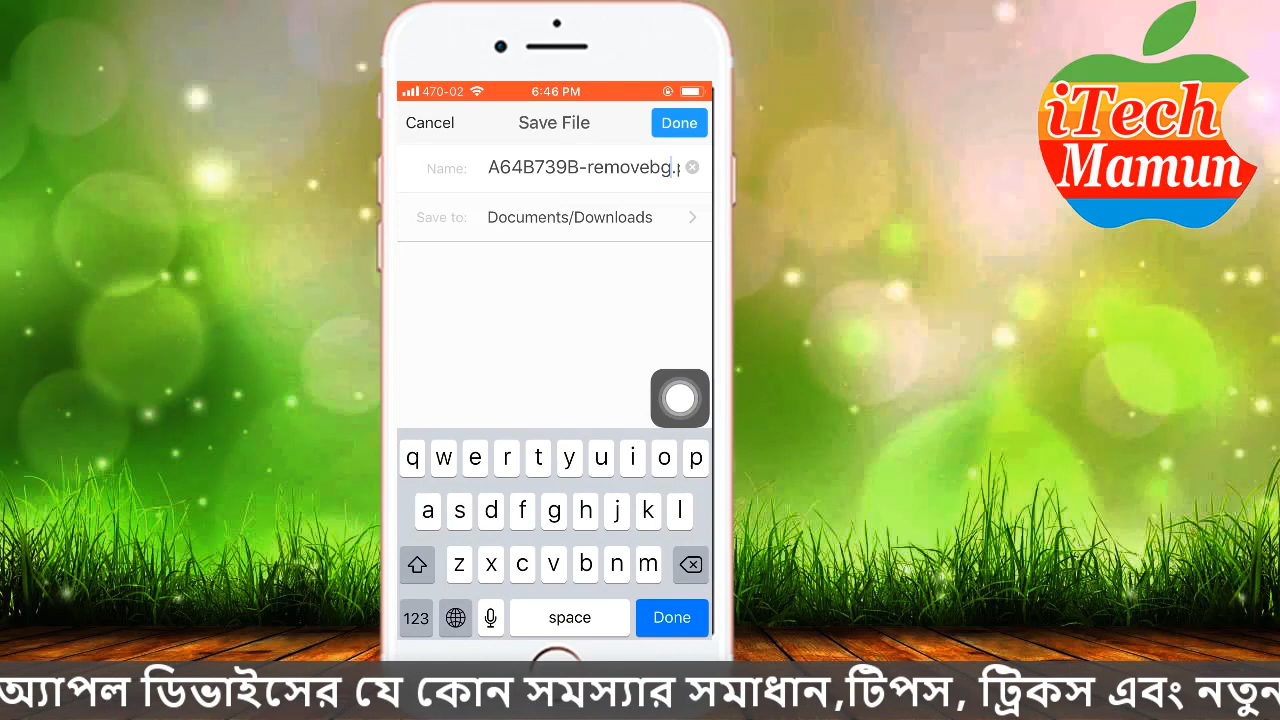 470-02 6:46 PM
Cancel Save File Done
Name: A64B739B-removebg.p
Save to: Documents/Downloads
q w e r t y u i o p
a s d f g h j k l
z x c v b n m
123 space Done
iTech
Mamun
অ্যাপল ডিভাইসের যে কোন সমস্যার সমাধান,টিপস, ট্রিকস এবং নতুন